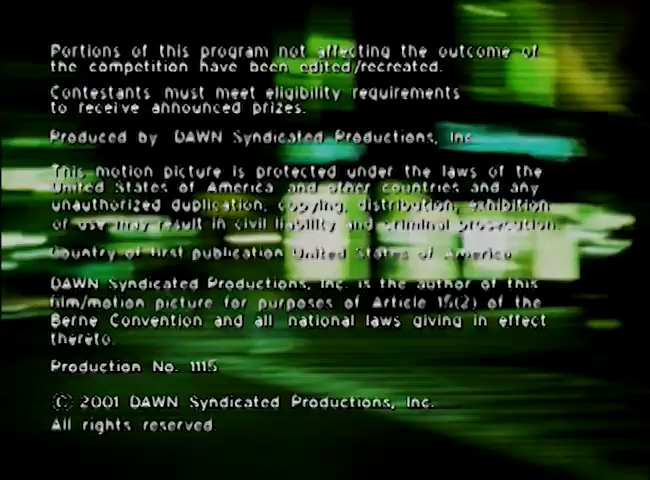 Portions of this program not affecting the outcome of
the competition have been edited/recreated.
Contestants must meet eligibility requirements
to receive announced prizes.
Produced by DAWN Syndicated Productions, Inc.
This motion picture is protected under the laws of the
United States of America and other countries and any
unauthorized duplication, copying, distribution, exhibition
or use may result in civil liability and criminal prosecution.
Country of first publication United States of America
DAWN Syndicated Productions, Inc. is the author of this
film/motion picture for purposes of Article 15(2) of the
Berne Convention and all national laws giving in effect
thereto.
Production No. 1115
© 2001 DAWN Syndicated Productions, Inc.
All rights reserved.